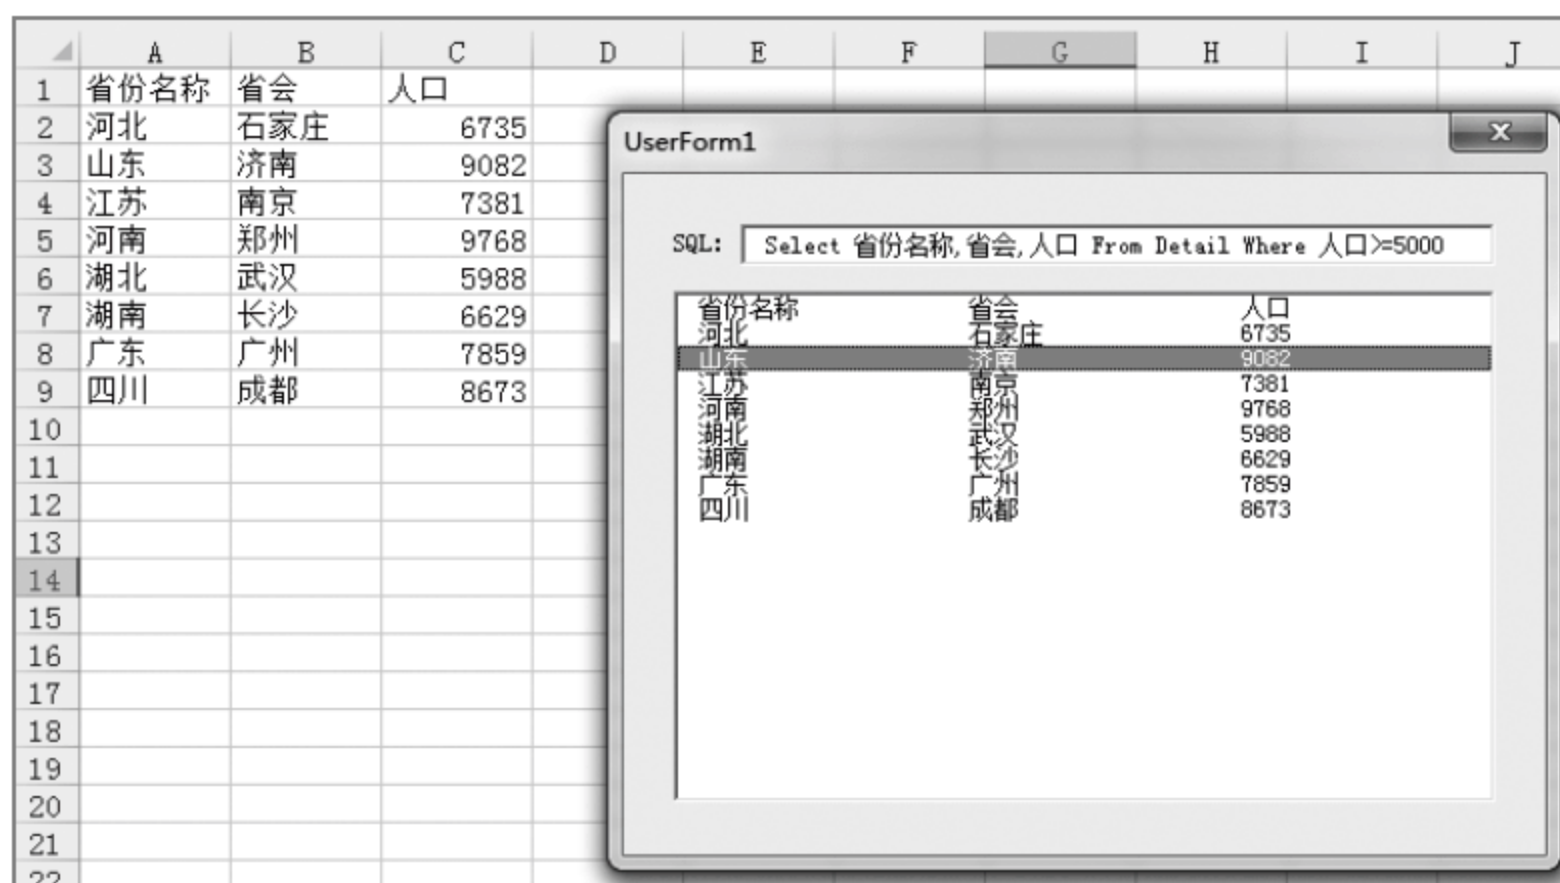 A B C D E F G H I J
1 省份名称 省会 人口
2 河北 石家庄 6735
3 山东 济南 9082
4 江苏 南京 7381
5 河南 郑州 9768
6 湖北 武汉 5988
7 湖南 长沙 6629
8 广东 广州 7859
9 四川 成都 8673
10
11
12
13
14
15
16
17
18
19
20
21
22
UserForm1
SQL: Select 省份名称,省会,人口 From Detail Where 人口>=5000
省份名称 省会 人口
河北 石家庄 6735
山东 济南 9082
江苏 南京 7381
河南 郑州 9768
湖北 武汉 5988
湖南 长沙 6629
广东 广州 7859
四川 成都 8673